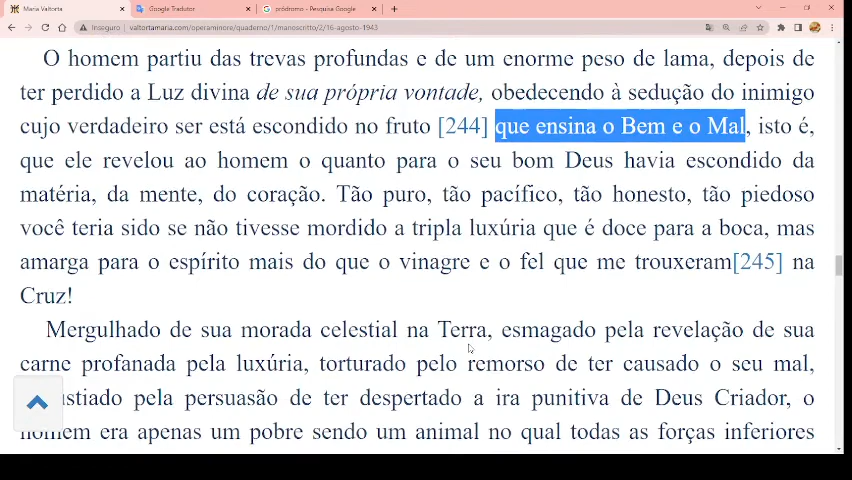 Maria Valtorta
Google Tradutor
pródromo - Pesquisa Google
Inseguro | valtortamaria.com/operaminore/quaderno/1/manoscritto/2/16-agosto-1943
O homem partiu das trevas profundas e de um enorme peso de lama, depois de
ter perdido a Luz divina de sua própria vontade, obedecendo à sedução do inimigo
cujo verdadeiro ser está escondido no fruto [244] que ensina o Bem e o Mal, isto é,
que ele revelou ao homem o quanto para o seu bom Deus havia escondido da
matéria, da mente, do coração. Tão puro, tão pacífico, tão honesto, tão piedoso
você teria sido se não tivesse mordido a tripla luxúria que é doce para a boca, mas
amarga para o espírito mais do que o vinagre e o fel que me trouxeram[245] na
Cruz!
Mergulhado de sua morada celestial na Terra, esmagado pela revelação de sua
carne profanada pela luxúria, torturado pelo remorso de ter causado o seu mal,
pela persuasão de ter despertado a ira punitiva de Deus Criador, o
homem era apenas um pobre sendo um animal no qual todas as forças inferiores